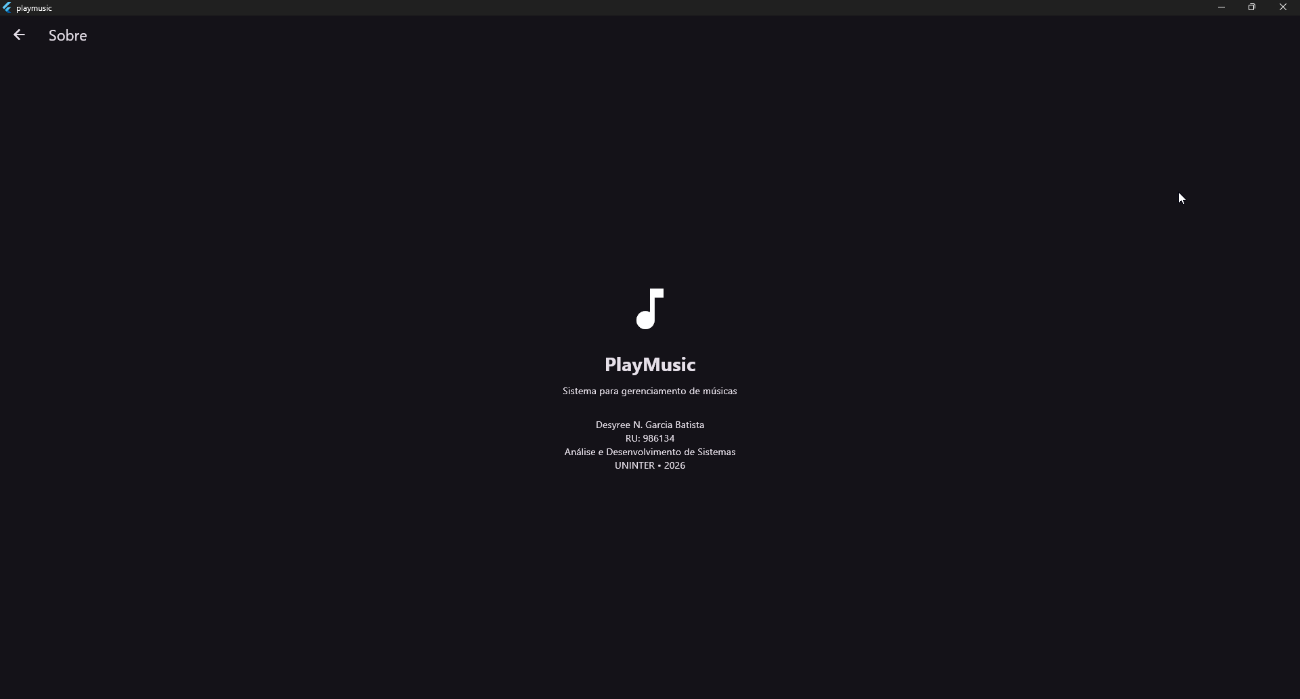 playmusic
Sobre
PlayMusic
Sistema para gerenciamento de músicas
Desyree N. Garcia Batista
RU: 986134
Análise e Desenvolvimento de Sistemas
UNINTER • 2026